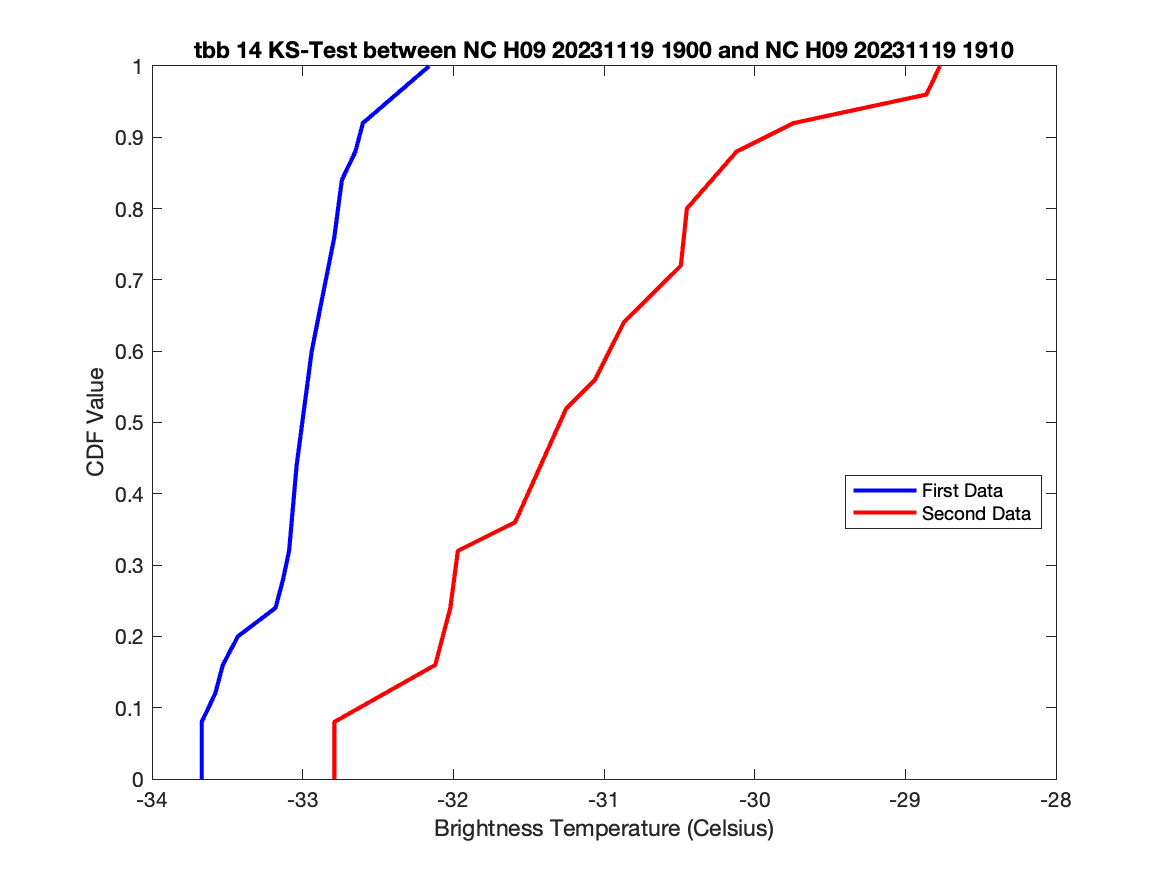 tbb 14 KS-Test between NC H09 20231119 1900 and NC H09 20231119 1910
1
0.9
0.8
0.7
0.6
0.5
0.4
0.3
0.2
0.1
0
CDF Value
First Data
Second Data
-34 -33 -32 -31 -30 -29 -28
Brightness Temperature (Celsius)